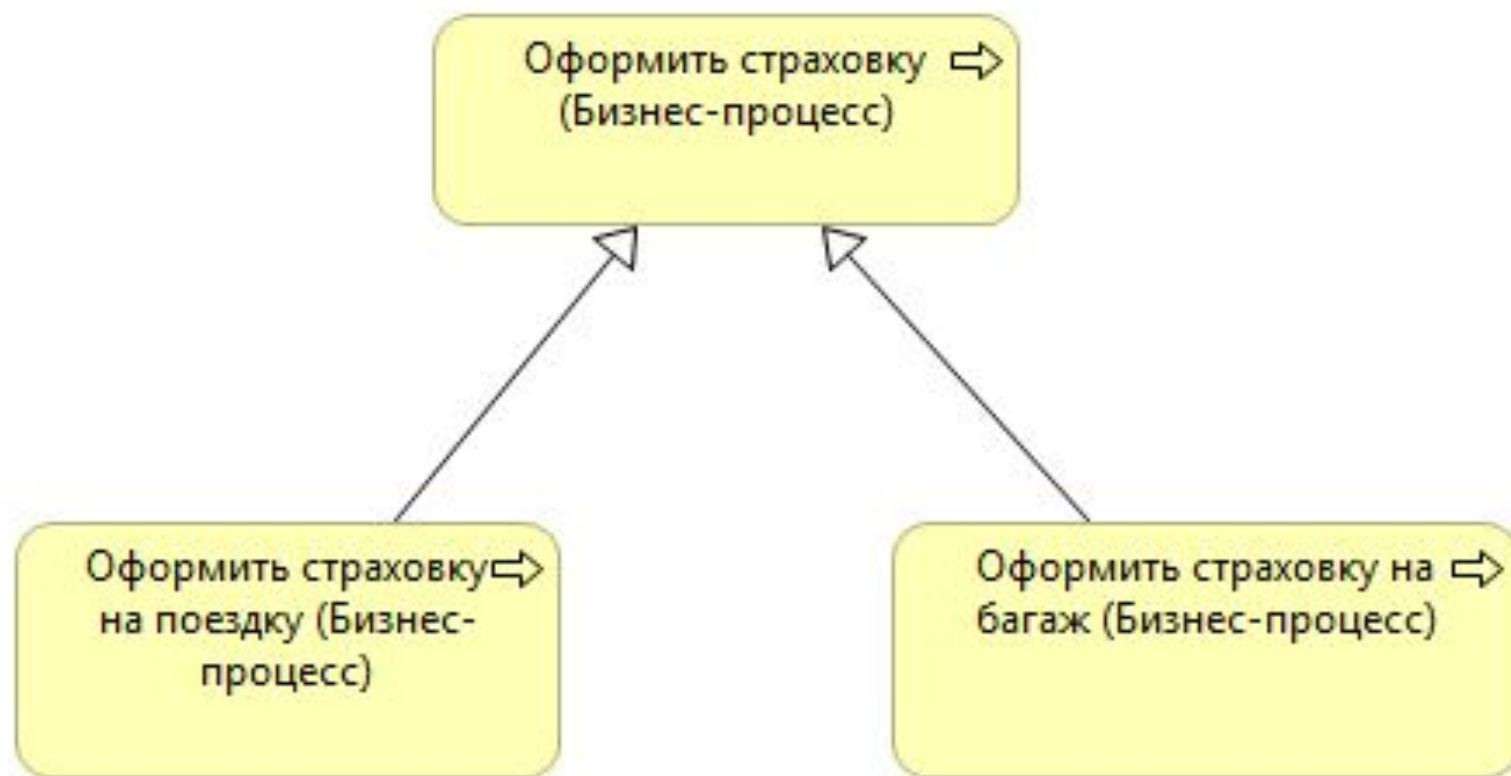 Оформить страховку
(Бизнес-процесс)
Оформить страховку
на поездку (Бизнес-
процесс)
Оформить страховку на
багаж (Бизнес-процесс)